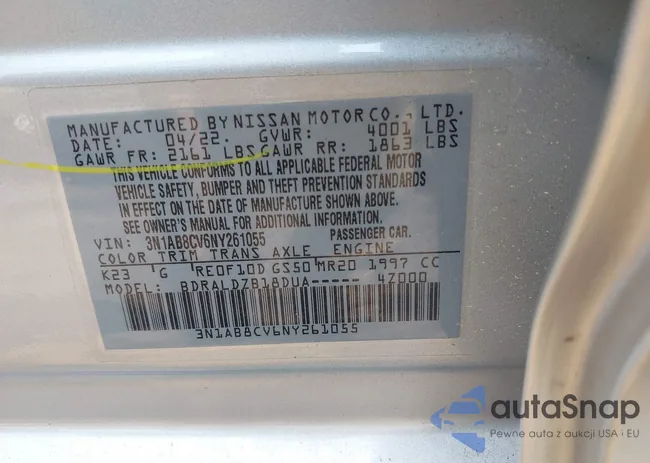 MANUFACTURED BY NISSAN MOTOR CO., LTD.
DATE: 04/22 GVWR: 4001 LBS
GAWR FR: 2161 LBS GAWR RR: 1863 LBS
THIS VEHICLE CONFORMS TO ALL APPLICABLE FEDERAL MOTOR
VEHICLE SAFETY, BUMPER AND THEFT PREVENTION STANDARDS
IN EFFECT ON THE DATE OF MANUFACTURE SHOWN ABOVE.
SEE OWNER'S MANUAL FOR ADDITIONAL INFORMATION.
VIN: 3N1AB8CV6NY261055 PASSENGER CAR.
COLOR TRIM TRANS AXLE ENGINE
K23 G RE0F10D GS50 MR20 1997 CC
BDRALDZB18DUA----- 4Z000
3N1AB8CV6NY261055
autaSnap
Pewne auta z aukcji USA i EU